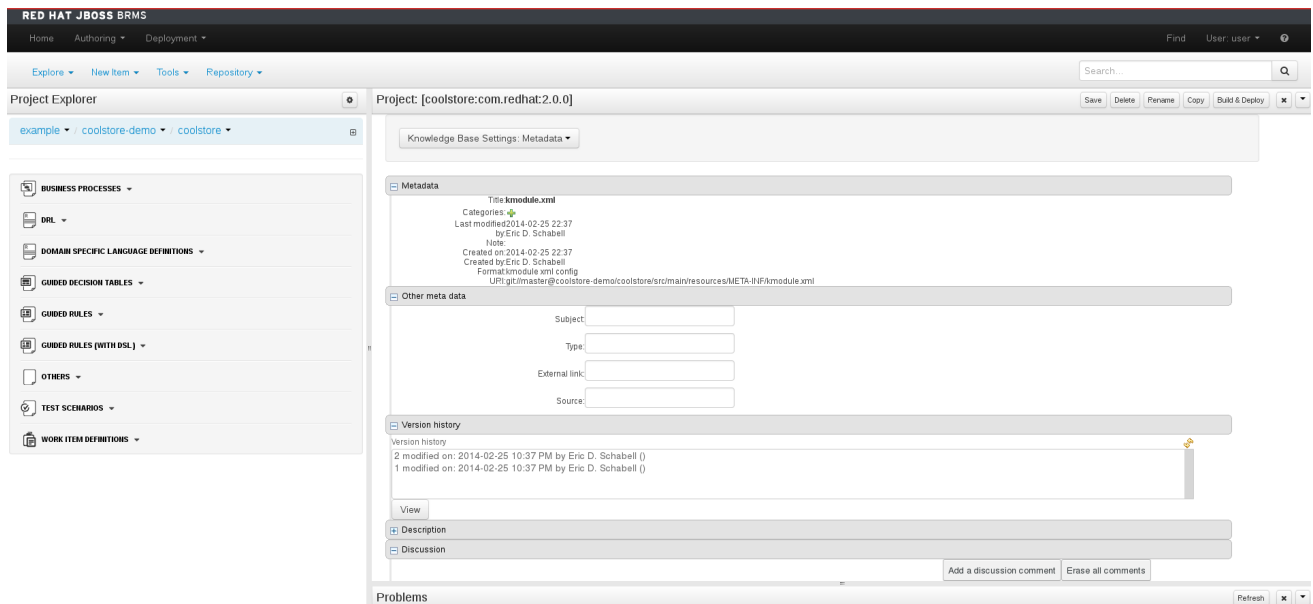 RED HAT JBOSS BRMS
Home Authoring Deployment Find User: user
Explore New Item Tools Repository Search...
Project Explorer
example / coolstore-demo / coolstore
BUSINESS PROCESSES
DRL
DOMAIN SPECIFIC LANGUAGE DEFINITIONS
GUIDED DECISION TABLES
GUIDED RULES
GUIDED RULES (WITH DSL)
OTHERS
TEST SCENARIOS
WORK ITEM DEFINITIONS
Project: [coolstore:com.redhat:2.0.0] Save Delete Rename Copy Build & Deploy
Knowledge Base Settings: Metadata
Metadata
Title:kmodule.xml
Categories:
Last modified2014-02-25 22:37
by:Eric D. Schabell
Note:
Created on:2014-02-25 22:37
Created by:Eric D. Schabell
Format:kmodule xml config
URI:git://master@coolstore-demo/coolstore/src/main/resources/META-INF/kmodule.xml
Other meta data
Subject:
Type:
External link:
Source:
Version history
Version history
2 modified on: 2014-02-25 10:37 PM by Eric D. Schabell ()
1 modified on: 2014-02-25 10:37 PM by Eric D. Schabell ()
View
Description
Discussion
Add a discussion comment Erase all comments
Problems Refresh